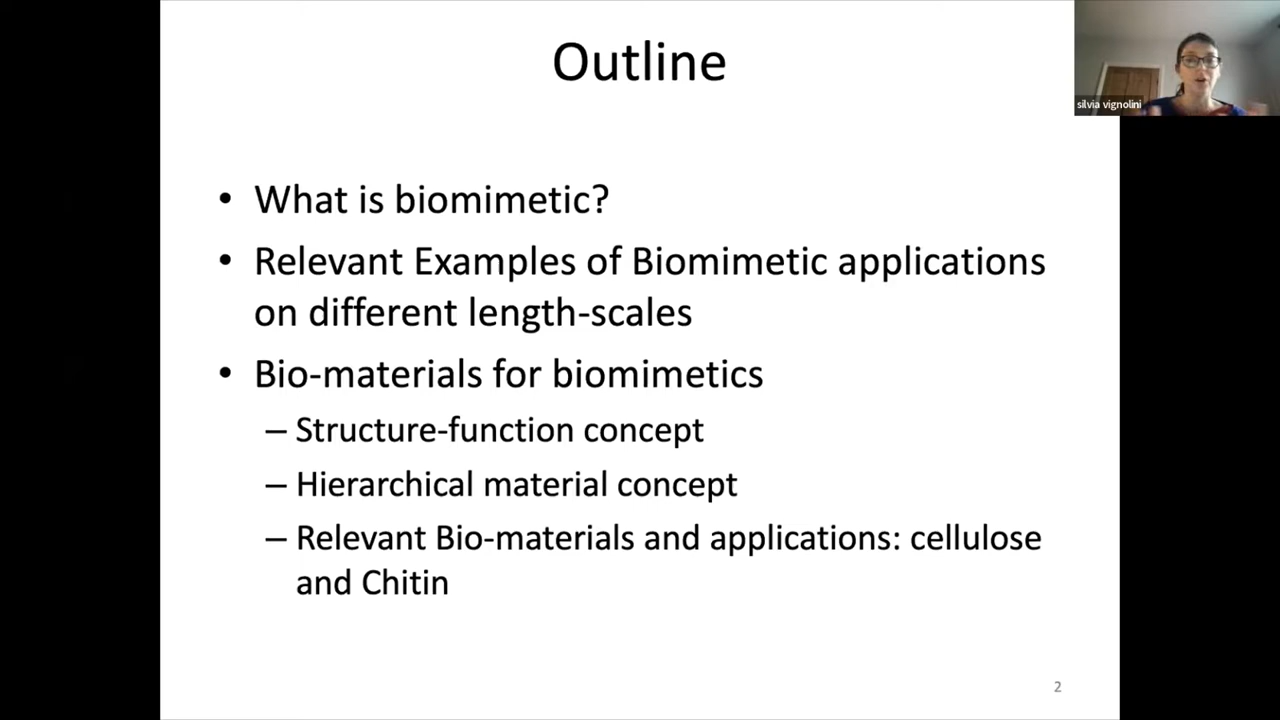 Outline
silvia vignolini
• What is biomimetic?
• Relevant Examples of Biomimetic applications
on different length-scales
• Bio-materials for biomimetics
– Structure-function concept
– Hierarchical material concept
– Relevant Bio-materials and applications: cellulose
and Chitin
2